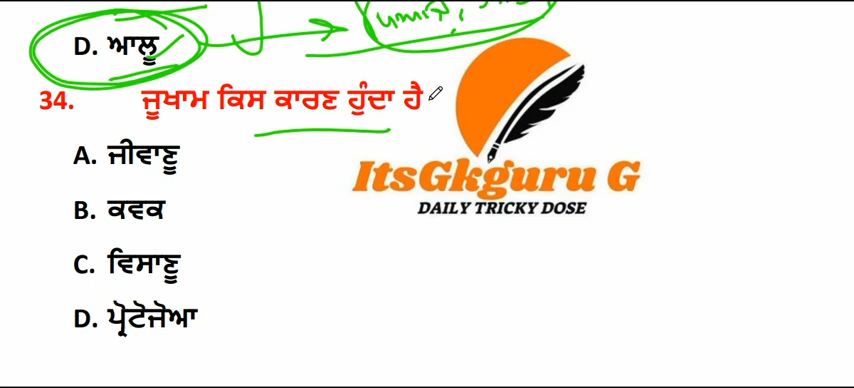 D. ਆਲੂ
34. ਜੂਖਾਮ ਕਿਸ ਕਾਰਣ ਹੁੰਦਾ ਹੈ
A. ਜੀਵਾਣੂ
B. ਕਵਕ
C. ਵਿਸਾਣੂ
D. ਪ੍ਰੋਟੋਜੋਆ
ItsGkguru G
DAILY TRICKY DOSE